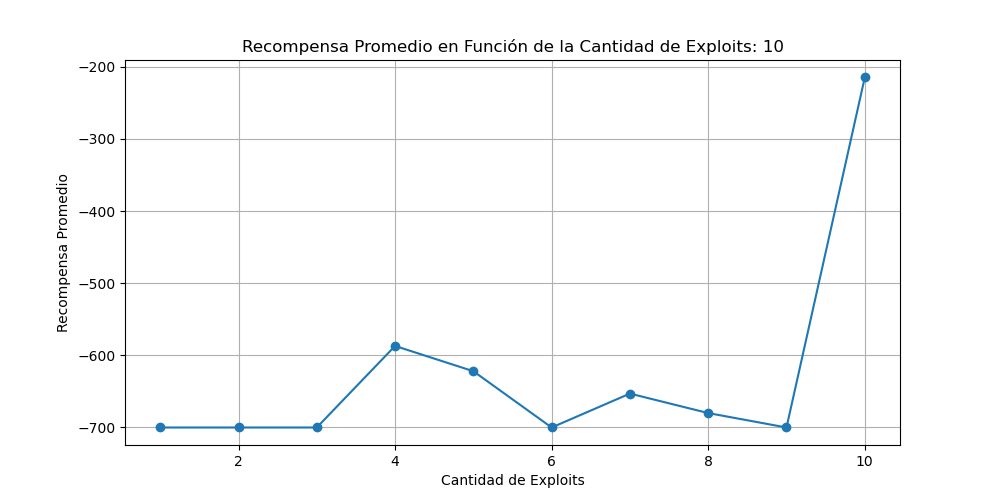 Recompensa Promedio en Función de la Cantidad de Exploits: 10
Recompensa Promedio
−200
−300
−400
−500
−600
−700
2 4 6 8 10
Cantidad de Exploits